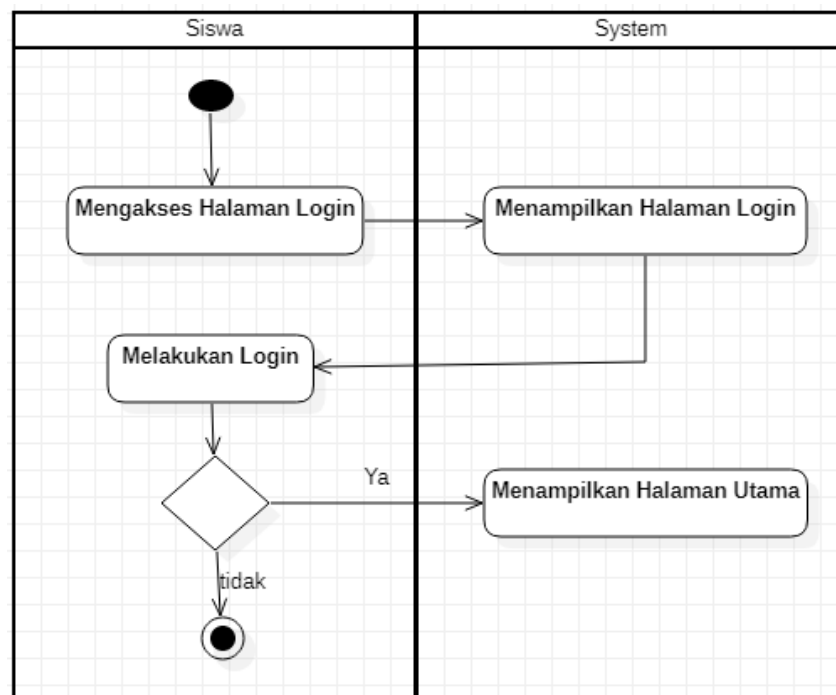 Siswa
System
Mengakses Halaman Login
Menampilkan Halaman Login
Melakukan Login
Ya
Menampilkan Halaman Utama
tidak